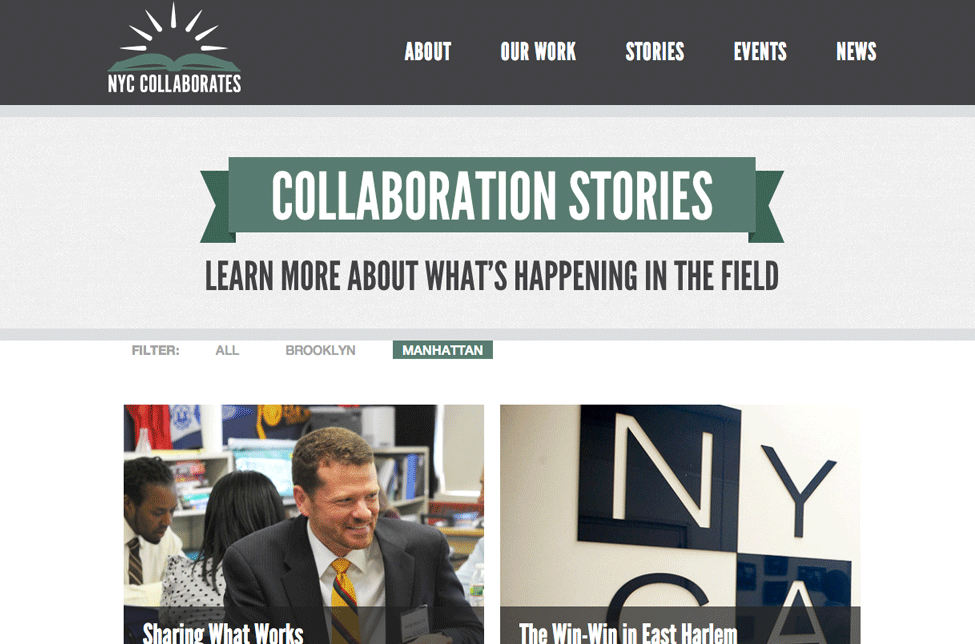 NYC COLLABORATES
ABOUT OUR WORK STORIES EVENTS NEWS
COLLABORATION STORIES
LEARN MORE ABOUT WHAT'S HAPPENING IN THE FIELD
FILTER: ALL BROOKLYN MANHATTAN
N Y
C A
Sharing What Works
The Win-Win in East Harlem